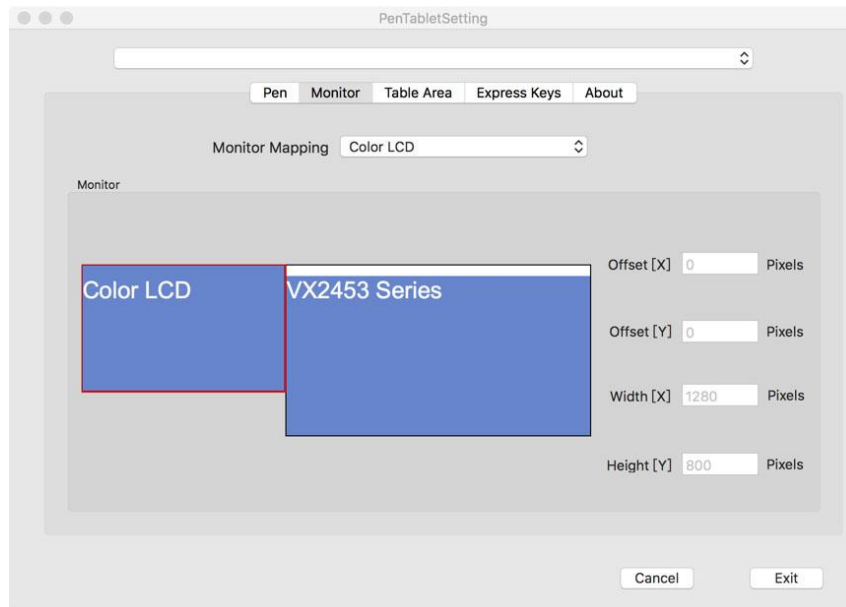 PenTabletSetting
Pen Monitor Table Area Express Keys About
Monitor Mapping Color LCD
Monitor
Color LCD
VX2453 Series
Offset [X] 0 Pixels
Offset [Y] 0 Pixels
Width [X] 1280 Pixels
Height [Y] 800 Pixels
Cancel Exit